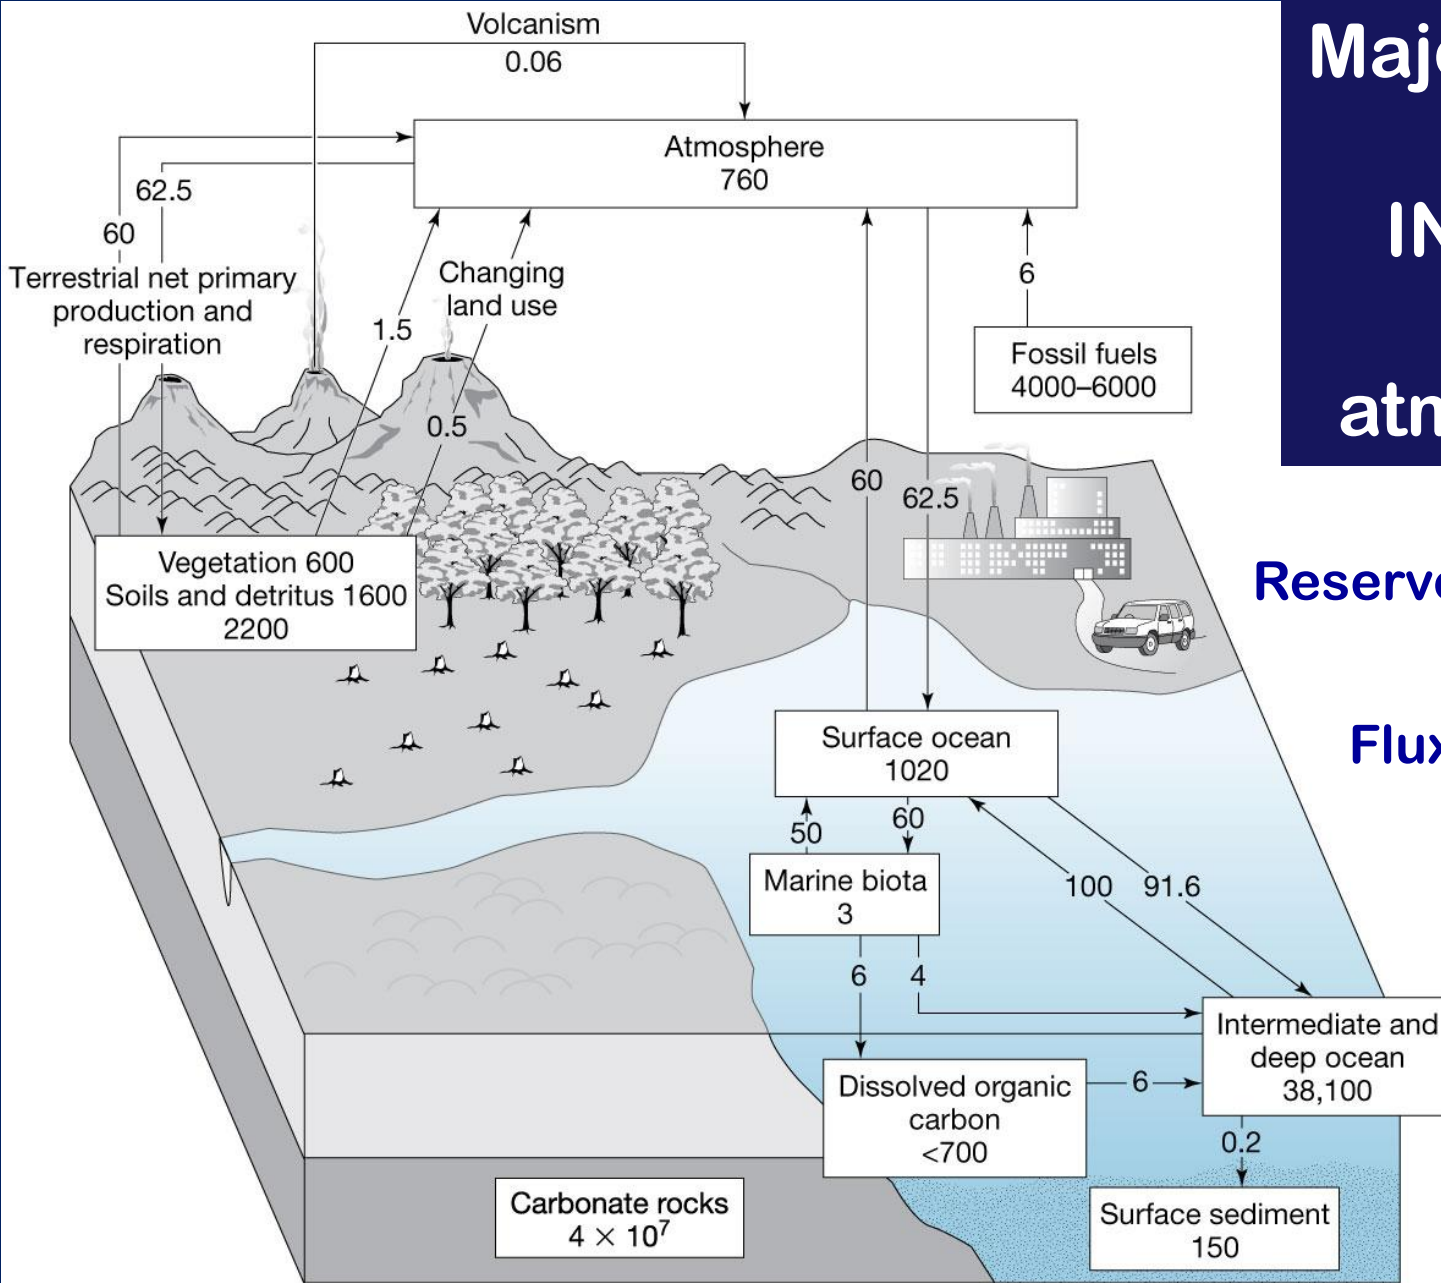 Volcanism
0.06
Atmosphere
760
62.5
60
Terrestrial net primary
production and
respiration
1.5
Changing
land use
0.5
6
Fossil fuels
4000–6000
60
62.5
Vegetation 600
Soils and detritus 1600
2200
Surface ocean
1020
50
60
Marine biota
3
100
91.6
6
4
Intermediate and
deep ocean
38,100
Dissolved organic
carbon
<700
6
0.2
Surface sediment
150
Carbonate rocks
4 × 10⁷
Majo
IN
atm
Reserv
Flux